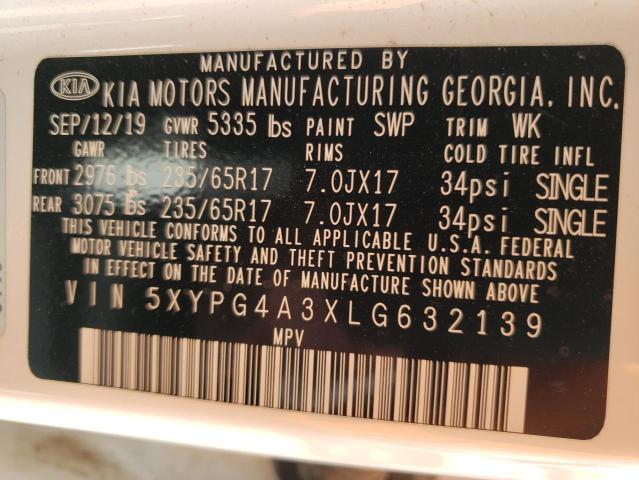 MANUFACTURED BY
KIA KIA MOTORS MANUFACTURING GEORGIA, INC.
SEP/12/19 GVWR 5335 lbs PAINT SWP TRIM WK
GAWR TIRES RIMS COLD TIRE INFL
FRONT 2976 lbs 235/65R17 7.0JX17 34psi SINGLE
REAR 3075 lbs 235/65R17 7.0JX17 34psi SINGLE
THIS VEHICLE CONFORMS TO ALL APPLICABLE U.S.A. FEDERAL
MOTOR VEHICLE SAFETY AND THEFT PREVENTION STANDARDS
IN EFFECT ON THE DATE OF MANUFACTURE SHOWN ABOVE
VIN 5XYPG4A3XLG632139
MPV